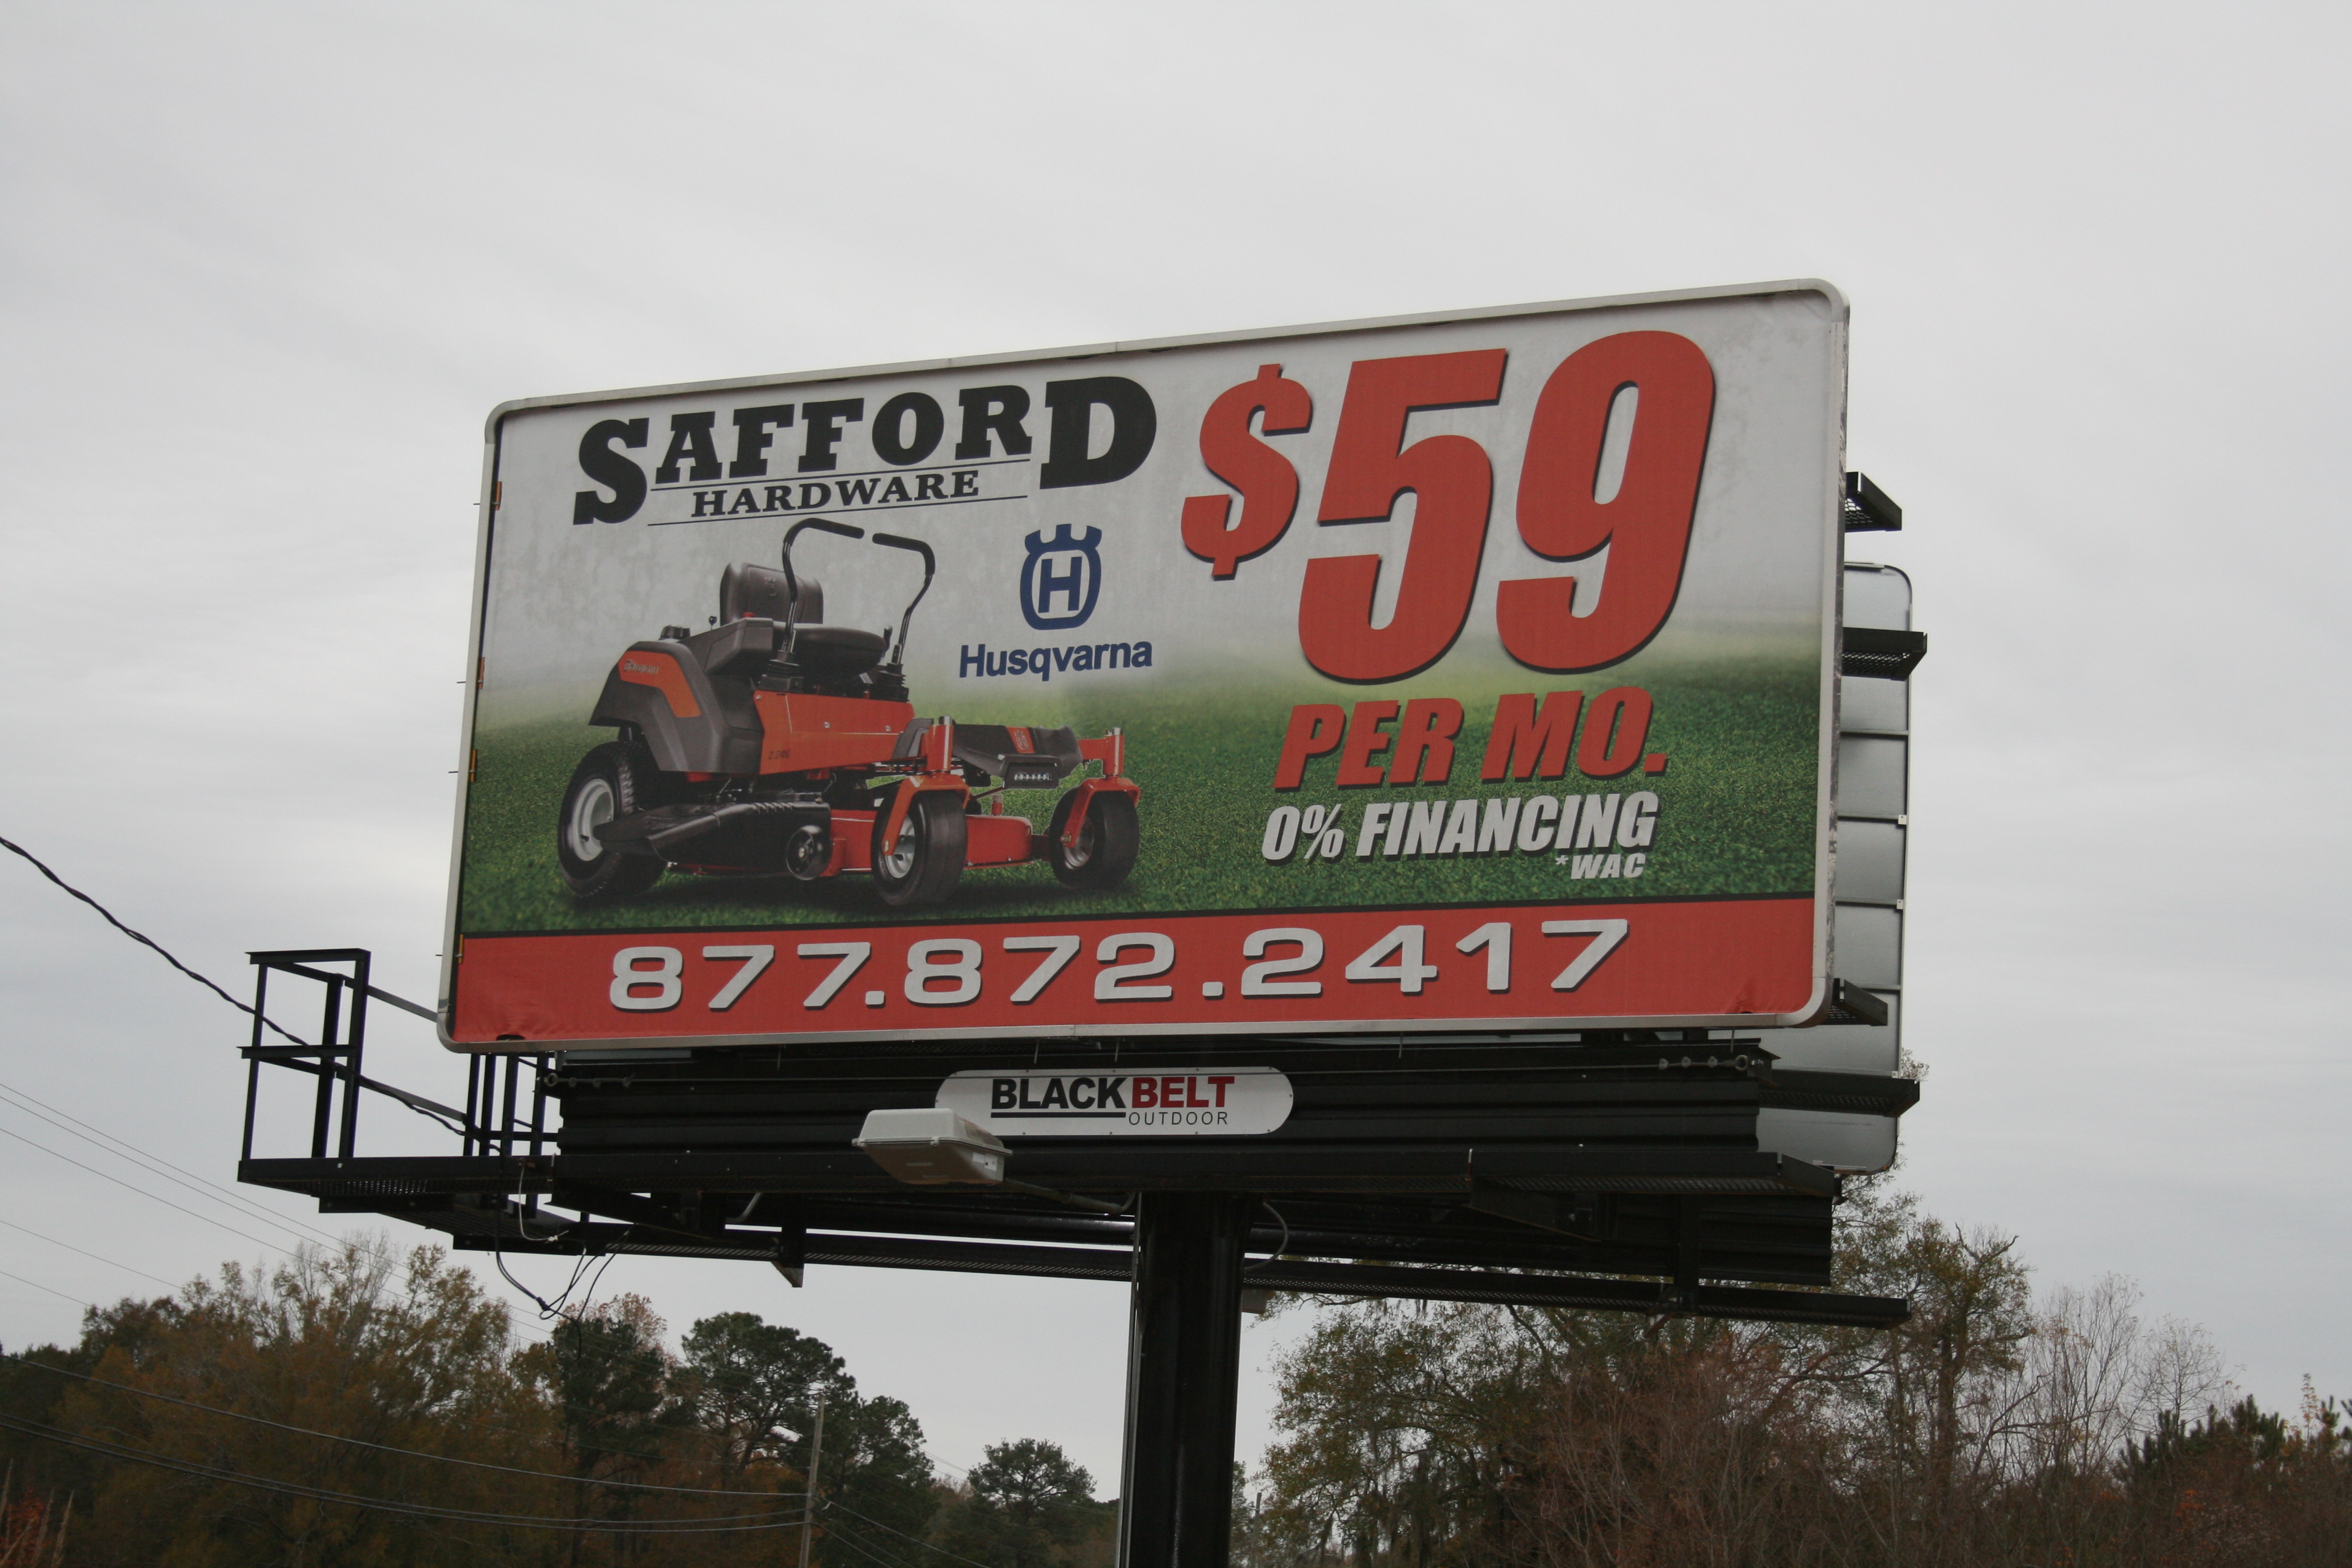 SAFFORD
HARDWARE
$59
H
Husqvarna
PER MO.
0% FINANCING
*WAC
877.872.2417
BLACKBELT
OUTDOOR